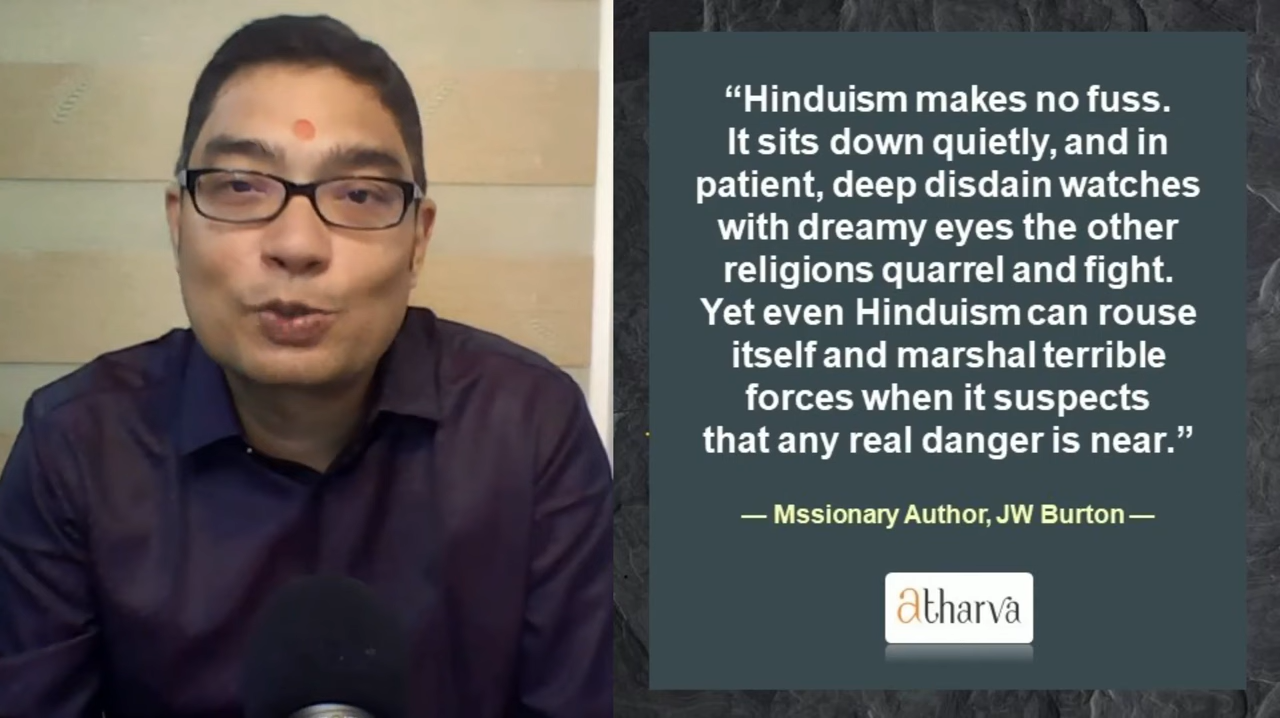 “Hinduism makes no fuss.
It sits down quietly, and in
patient, deep disdain watches
with dreamy eyes the other
religions quarrel and fight.
Yet even Hinduism can rouse
itself and marshal terrible
forces when it suspects
that any real danger is near.”
— Mssionary Author, JW Burton —
atharva